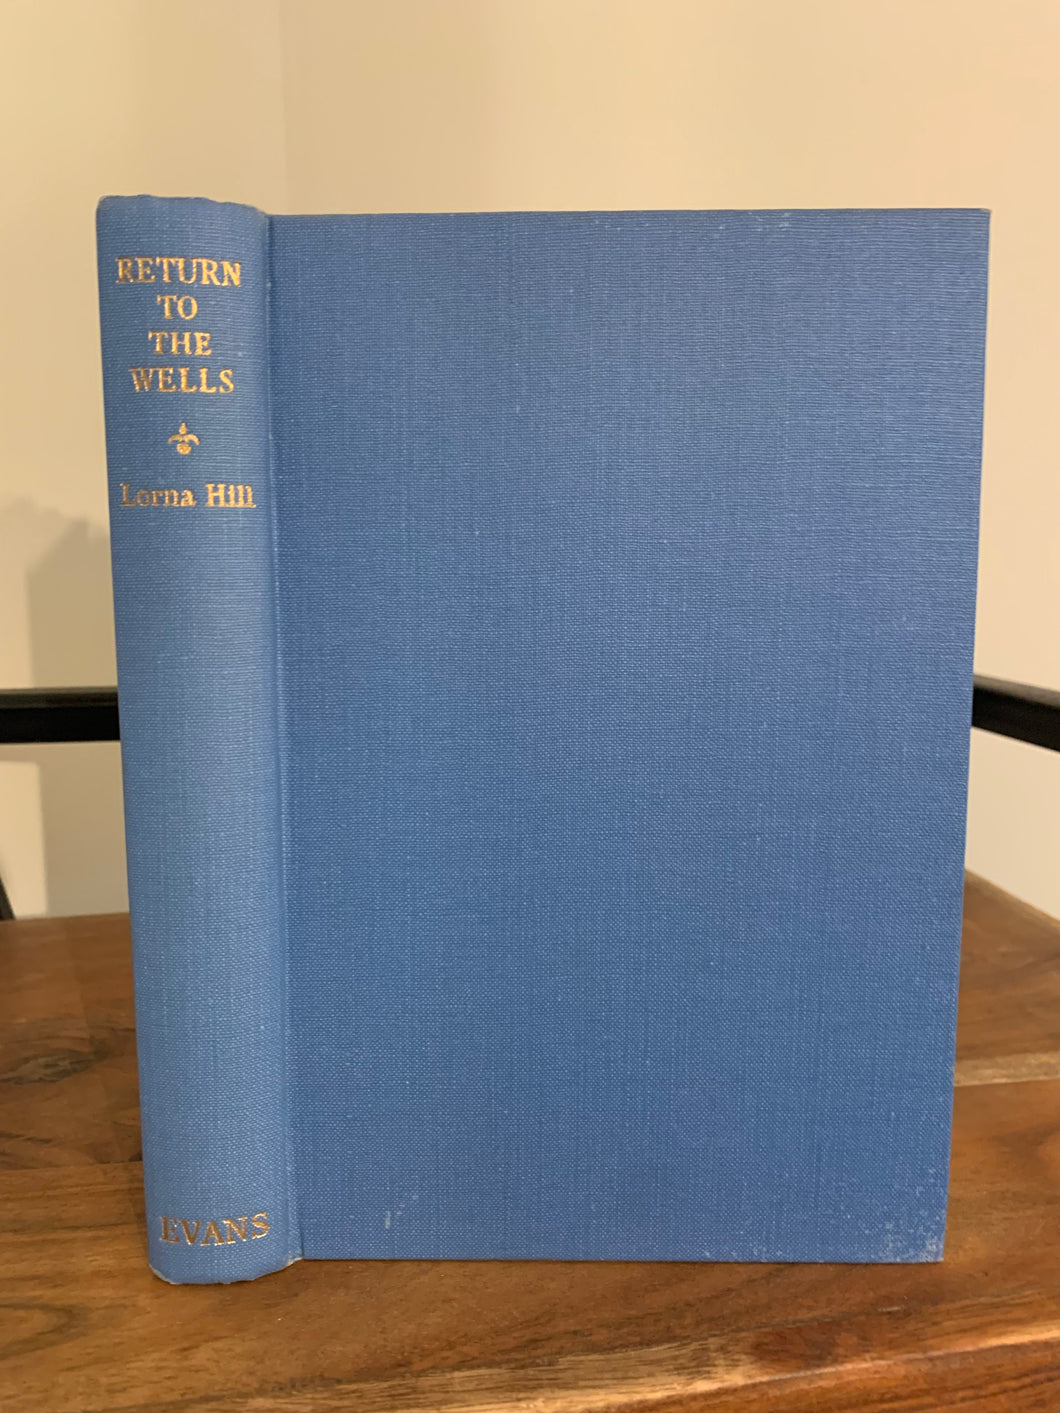 RETURN
TO
THE
WELLS
Lorna Hill
EVANS